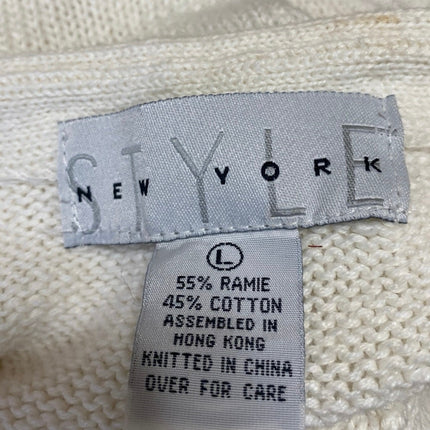 STYLE
NEW YORK
L
55% RAMIE
45% COTTON
ASSEMBLED IN
HONG KONG
KNITTED IN CHINA
OVER FOR CARE